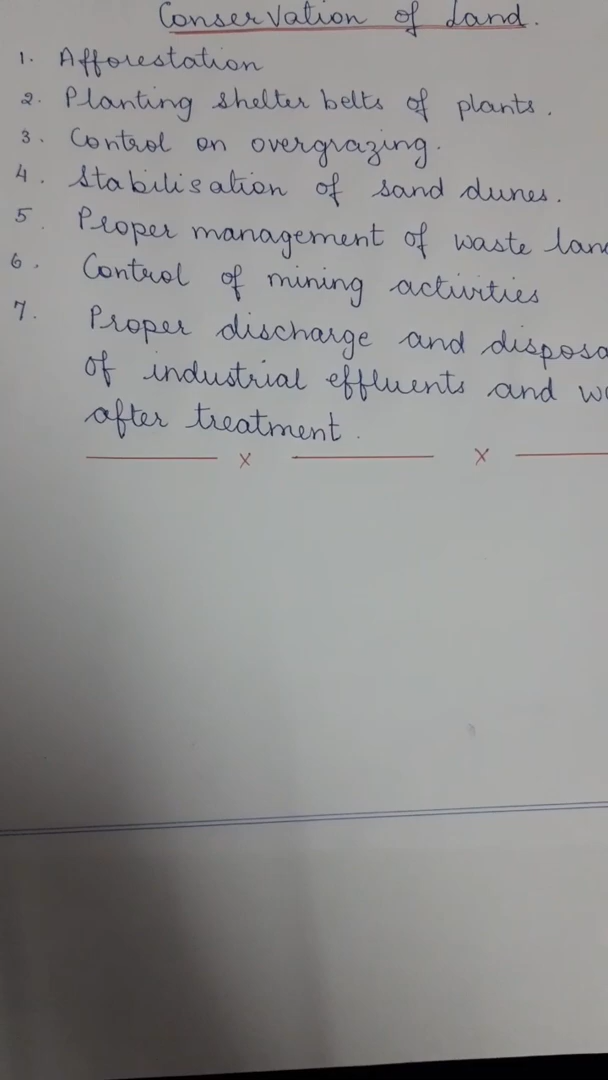 Conservation of Land.
1. Afforestation
2. Planting shelter belts of plants.
3. Control on overgrazing.
4. Stabilisation of sand dunes.
5. Proper management of waste
6. Control of mining activities
7. Proper discharge and
of industrial effluents and
after treatment.
x x